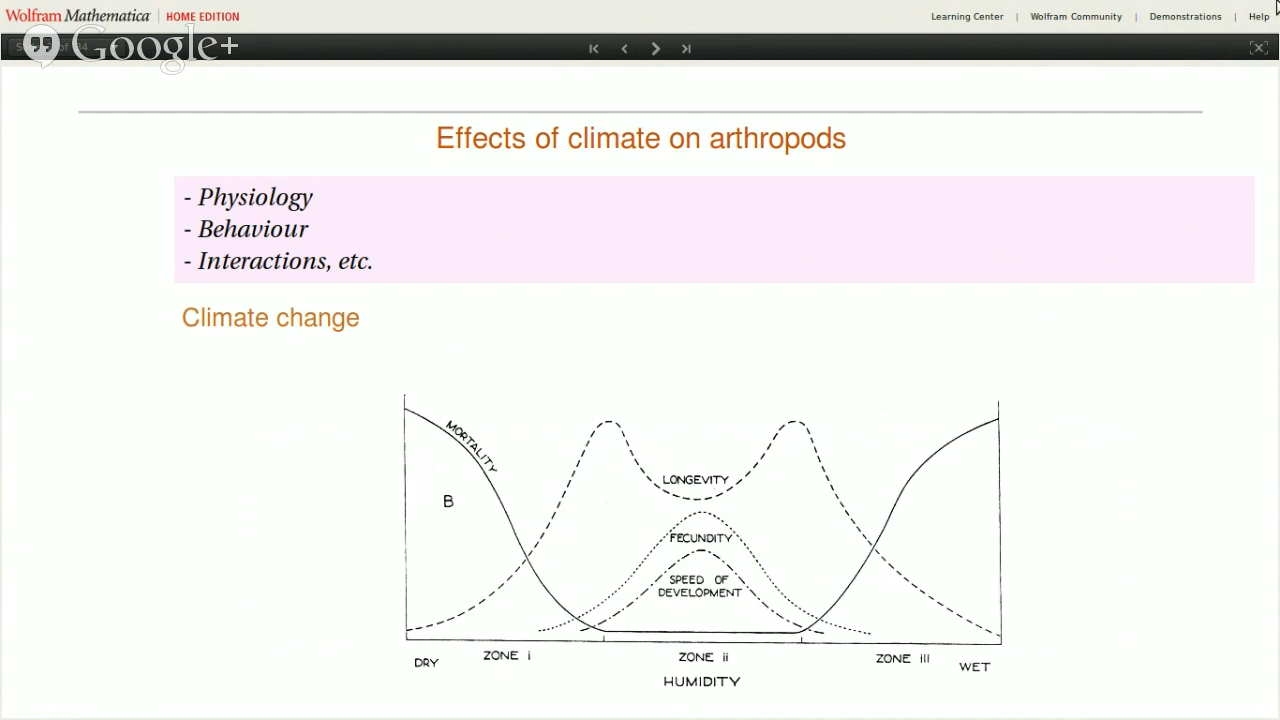 Wolfram Mathematica | HOME EDITION
Learning Center | Wolfram Community | Demonstrations | Help
Google+
Effects of climate on arthropods
- Physiology
- Behaviour
- Interactions, etc.
Climate change
MORTALITY
B
LONGEVITY
FECUNDITY
SPEED OF
DEVELOPMENT
DRY
ZONE i
ZONE ii
ZONE iii
WET
HUMIDITY